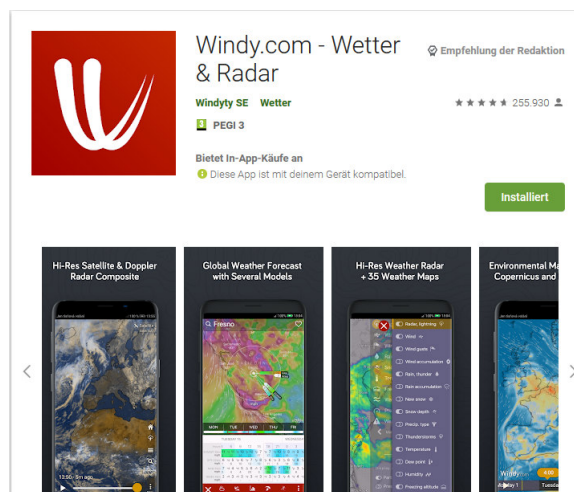 Windy.com - Wetter
& Radar
Empfehlung der Redaktion
Windyty SE Wetter
255.930
PEGI 3
Bietet In-App-Käufe an
Diese App ist mit deinem Gerät kompatibel.
Installiert
Hi-Res Satellite & Doppler
Radar Composite
Global Weather Forecast
with Several Models
Hi-Res Weather Radar
+ 35 Weather Maps
Environmental Ma
Copernicus and
Fresno
MON TUE WED THU FRI
Radar, lightning
Wind
Wind gusts
Wind accumulation
Rain, thunder
Rain accumulation
New snow
Snow depth
Precip. type
Thunderstorms
Temperature
Dew point
Humidity
Freezing altitude
Windy
Tuesd